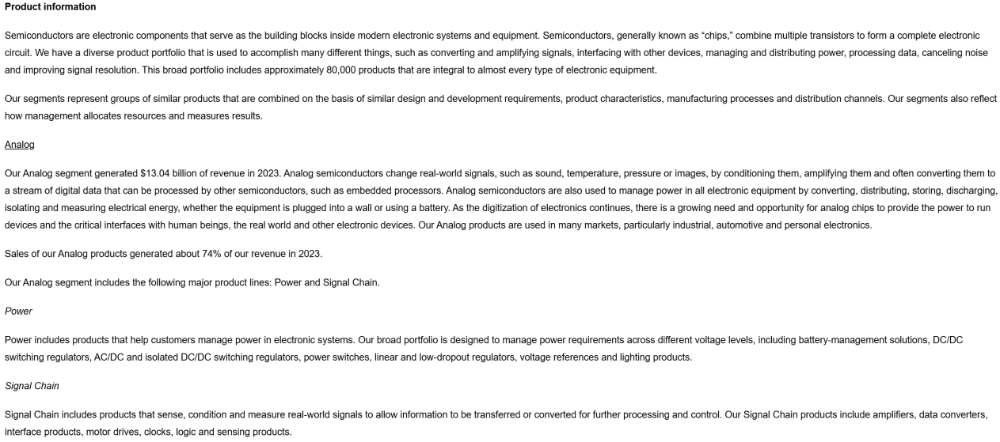 Product information
Semiconductors are electronic components that serve as the building blocks inside modern electronic systems and equipment. Semiconductors, generally known as “chips,” combine multiple transistors to form a complete electronic
circuit. We have a diverse product portfolio that is used to accomplish many different things, such as converting and amplifying signals, interfacing with other devices, managing and distributing power, processing data, canceling noise
and improving signal resolution. This broad portfolio includes approximately 80,000 products that are integral to almost every type of electronic equipment.
Our segments represent groups of similar products that are combined on the basis of similar design and development requirements, product characteristics, manufacturing processes and distribution channels. Our segments also reflect
how management allocates resources and measures results.
Analog
Our Analog segment generated $13.04 billion of revenue in 2023. Analog semiconductors change real-world signals, such as sound, temperature, pressure or images, by conditioning them, amplifying them and often converting them to
a stream of digital data that can be processed by other semiconductors, such as embedded processors. Analog semiconductors are also used to manage power in all electronic equipment by converting, distributing, storing, discharging,
isolating and measuring electrical energy, whether the equipment is plugged into a wall or using a battery. As the digitization of electronics continues, there is a growing need and opportunity for analog chips to provide the power to run
devices and the critical interfaces with human beings, the real world and other electronic devices. Our Analog products are used in many markets, particularly industrial, automotive and personal electronics.
Sales of our Analog products generated about 74% of our revenue in 2023.
Our Analog segment includes the following major product lines: Power and Signal Chain.
Power
Power includes products that help customers manage power in electronic systems. Our broad portfolio is designed to manage power requirements across different voltage levels, including battery-management solutions, DC/DC
switching regulators, AC/DC and isolated DC/DC switching regulators, power switches, linear and low-dropout regulators, voltage references and lighting products.
Signal Chain
Signal Chain includes products that sense, condition and measure real-world signals to allow information to be transferred or converted for further processing and control. Our Signal Chain products include amplifiers, data converters,
interface products, motor drives, clocks, logic and sensing products.